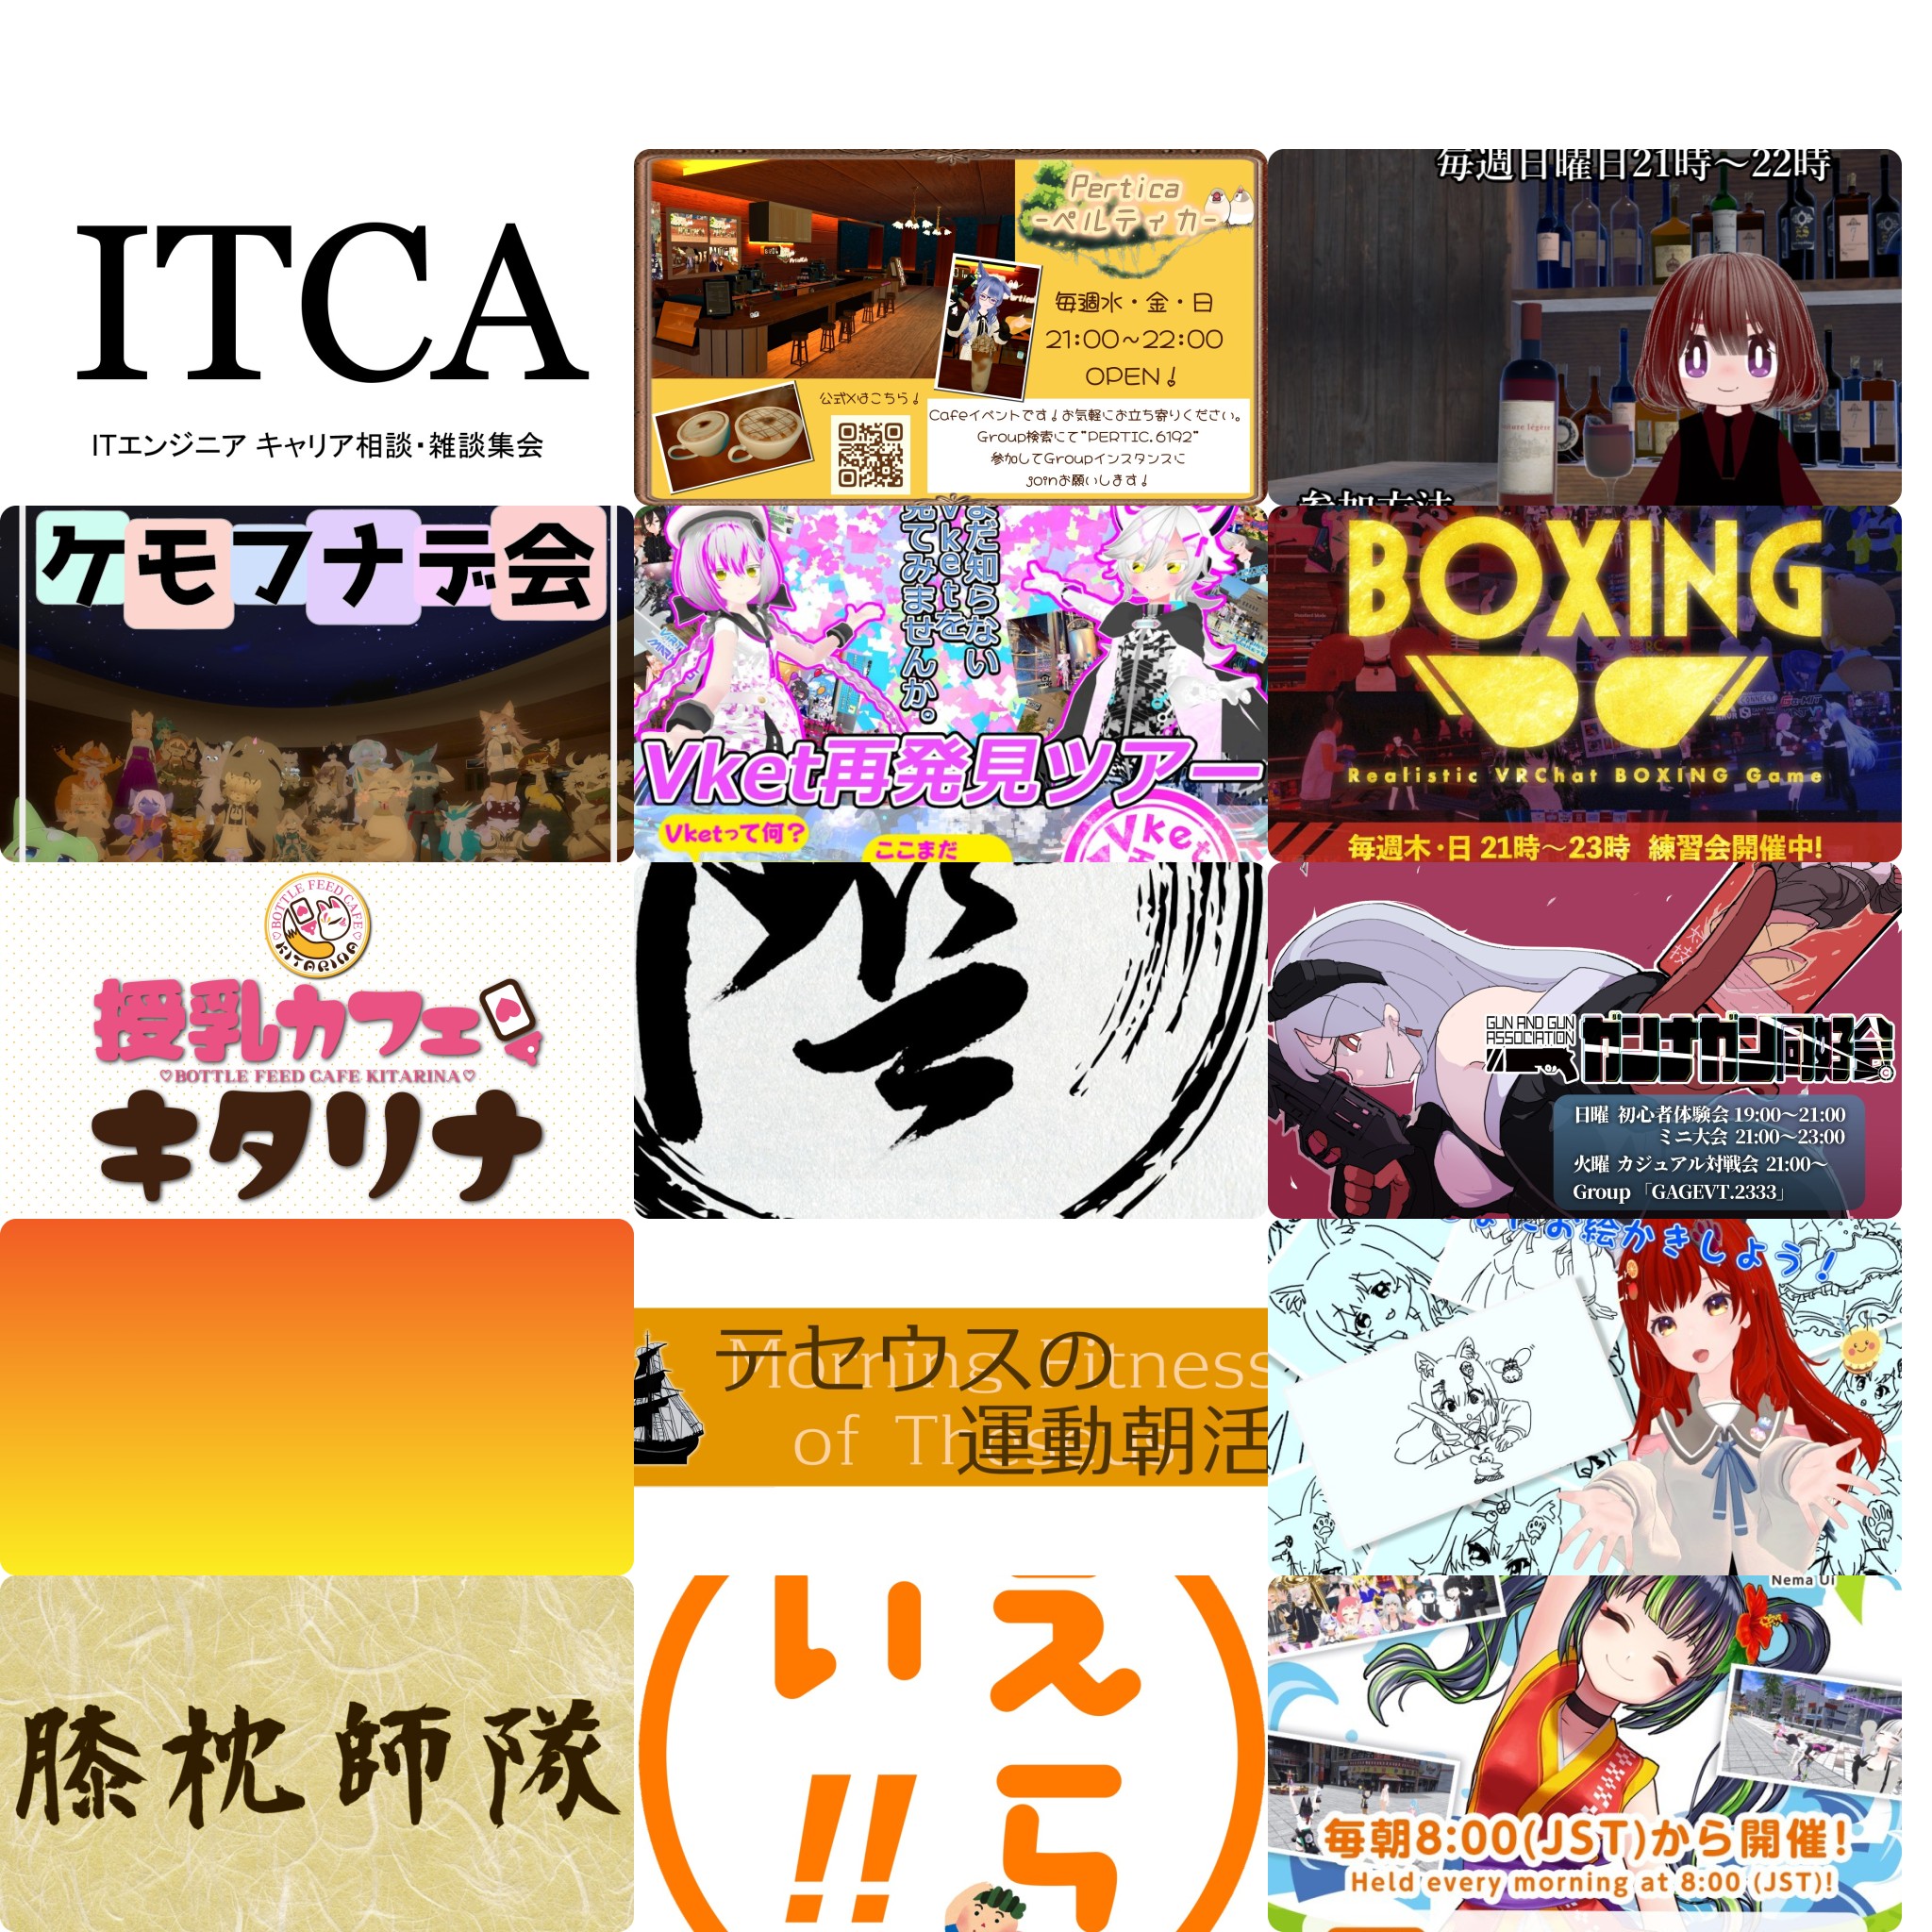 ITCA
ITエンジニア キャリア相談・雑談集会
Pertica
-ペルティカ-
毎週水・金・日
21:00~22:00
OPEN!
公式Xはこちら!
Cafeイベントです!お気軽にお立ち寄りください。
Group検索にて"PERTIC.6192"
参加してGroupインスタンスに
joinお願いします!
毎週日曜日21時～22時
参加方法
ケモフナデ会
まだ知らない
Vketを
見てみませんか。
Vket再発見ツアー
Vketって何?
ここまだ
Vket
BOXING
Realistic VRChat BOXING Game
毎週木・日 21時～23時 練習会開催中!
BOTTLE FEED CAFE
KITARINA
授乳カフェ
♡BOTTLE FEED CAFE KITARINA♡
キタリナ
GUN AND GUN
ASSOCIATION
ガンナガン同好会
日曜 初心者体験会 19:00～21:00
ミニ大会 21:00～23:00
火曜 カジュアル対戦会 21:00～
Group 「GAGEVT.2333」
テセウスの
Morning Fitness
運動朝活
of Theseus
お絵かきしよう!
膝枕師隊
えら
い!!
Nema Ui
毎朝8:00(JST)から開催!
Held every morning at 8:00 (JST)!